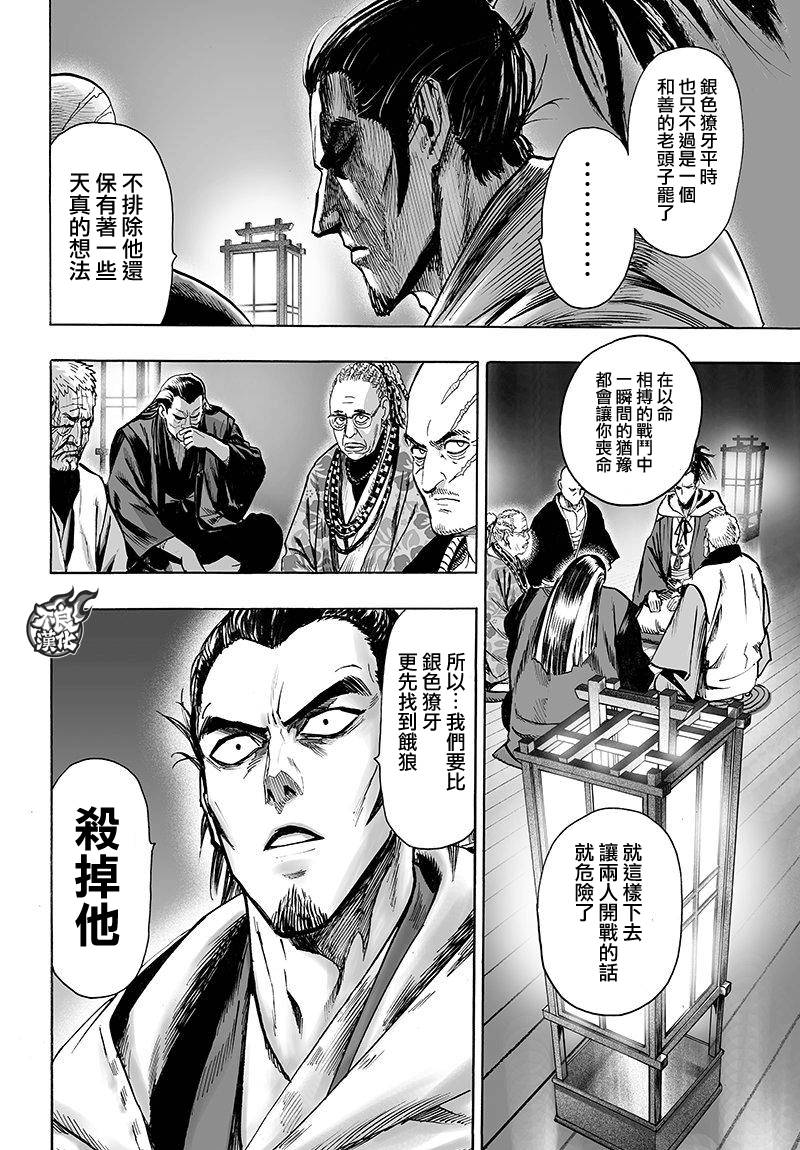 銀色獠牙平時
也只不過是一個
和善的老頭子罷了
………
不排除他還
保有著一些
天真的想法
在以命
相搏的戰鬥中
一瞬間的猶豫
都會讓你喪命
就這樣下去
讓兩人開戰的話
就危險了
所以…我們要比
銀色獠牙
更先找到餓狼
殺掉他
漢化